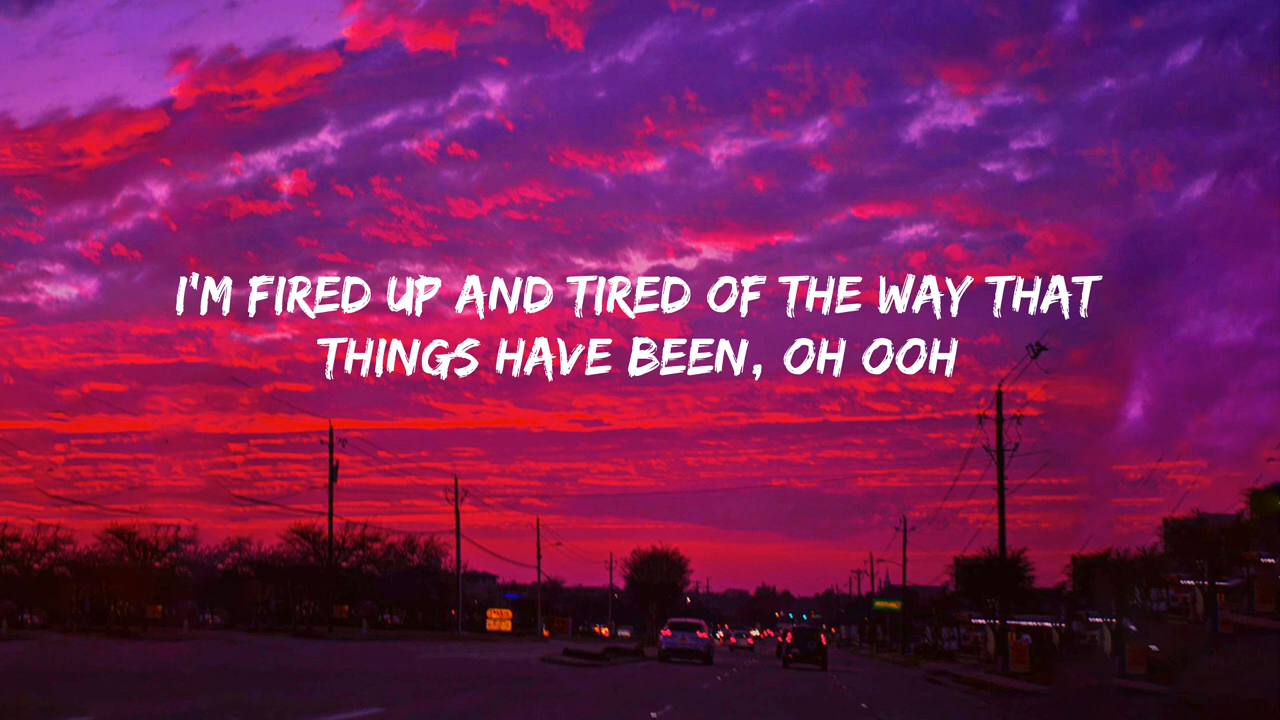 I'M FIRED UP AND TIRED OF THE WAY THAT
THINGS HAVE BEEN, OH OOH